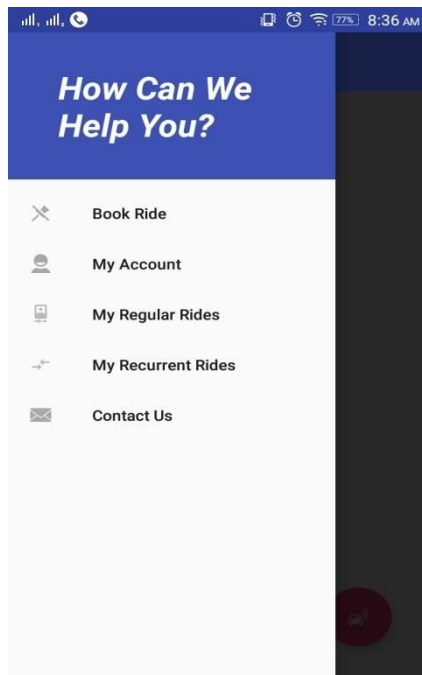 77% 8:36 AM
How Can We
Help You?
Book Ride
My Account
My Regular Rides
My Recurrent Rides
Contact Us